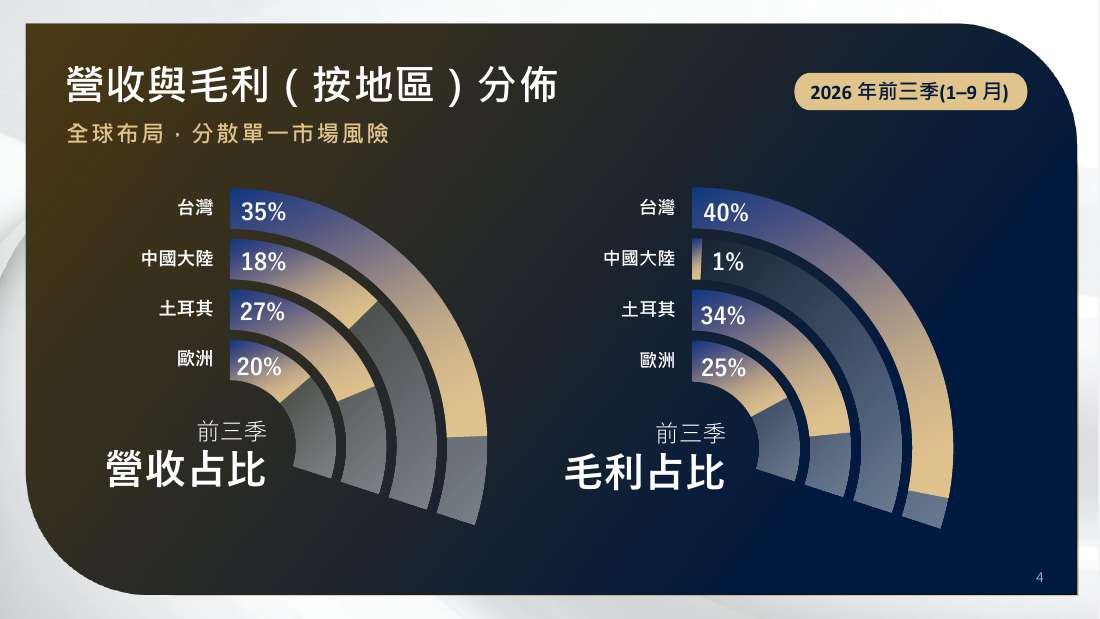 營收與毛利（按地區）分佈
2026 年前三季(1–9 月)
全球布局．分散單一市場風險
台灣 35%
中國大陸 18%
土耳其 27%
歐洲 20%
前三季
營收占比
台灣 40%
中國大陸 1%
土耳其 34%
歐洲 25%
前三季
毛利占比
4